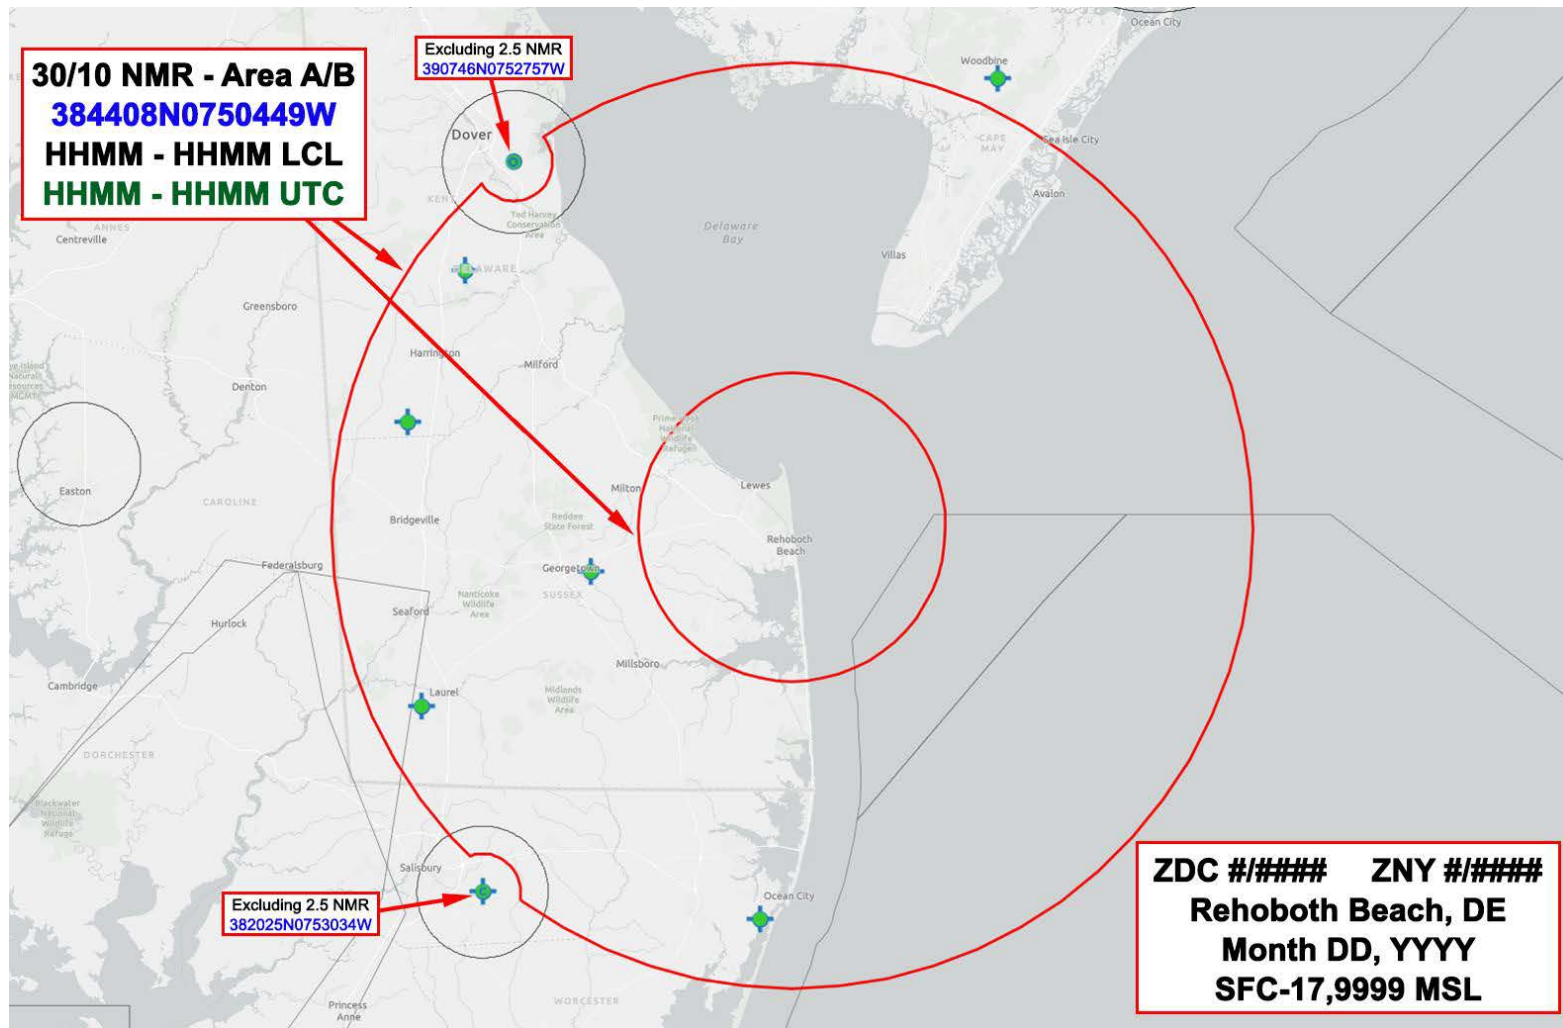 Ocean City
30/10 NMR - Area A/B
384408N0750449W
HHMM - HHMM LCL
HHMM - HHMM UTC
Excluding 2.5 NMR
390746N0752757W
Woodbine
Dover
CAPE
MAY
Sea Isle City
KENT
Avalon
Ted Harvey
Conservation
Area
ANNES
Centreville
Delaware
Bay
Villas
DELAWARE
Greensboro
Harrington
Milford
Denton
Prime Hook
National
Wildlife
Refuge
Easton
CAROLINE
Milton
Lewes
Bridgeville
Redden
State Forest
Rehoboth
Beach
Federalsburg
Georgetown
SUSSEX
Nanticoke
Wildlife
Area
Seaford
Hurlock
Millsboro
Cambridge
Laurel
Midlands
Wildlife
Area
DORCHESTER
Blackwater
National
Wildlife
Refuge
Salisbury
Excluding 2.5 NMR
382025N0753034W
Ocean City
Princess
Anne
WORCESTER
ZDC #/#### ZNY #/####
Rehoboth Beach, DE
Month DD, YYYY
SFC-17,9999 MSL